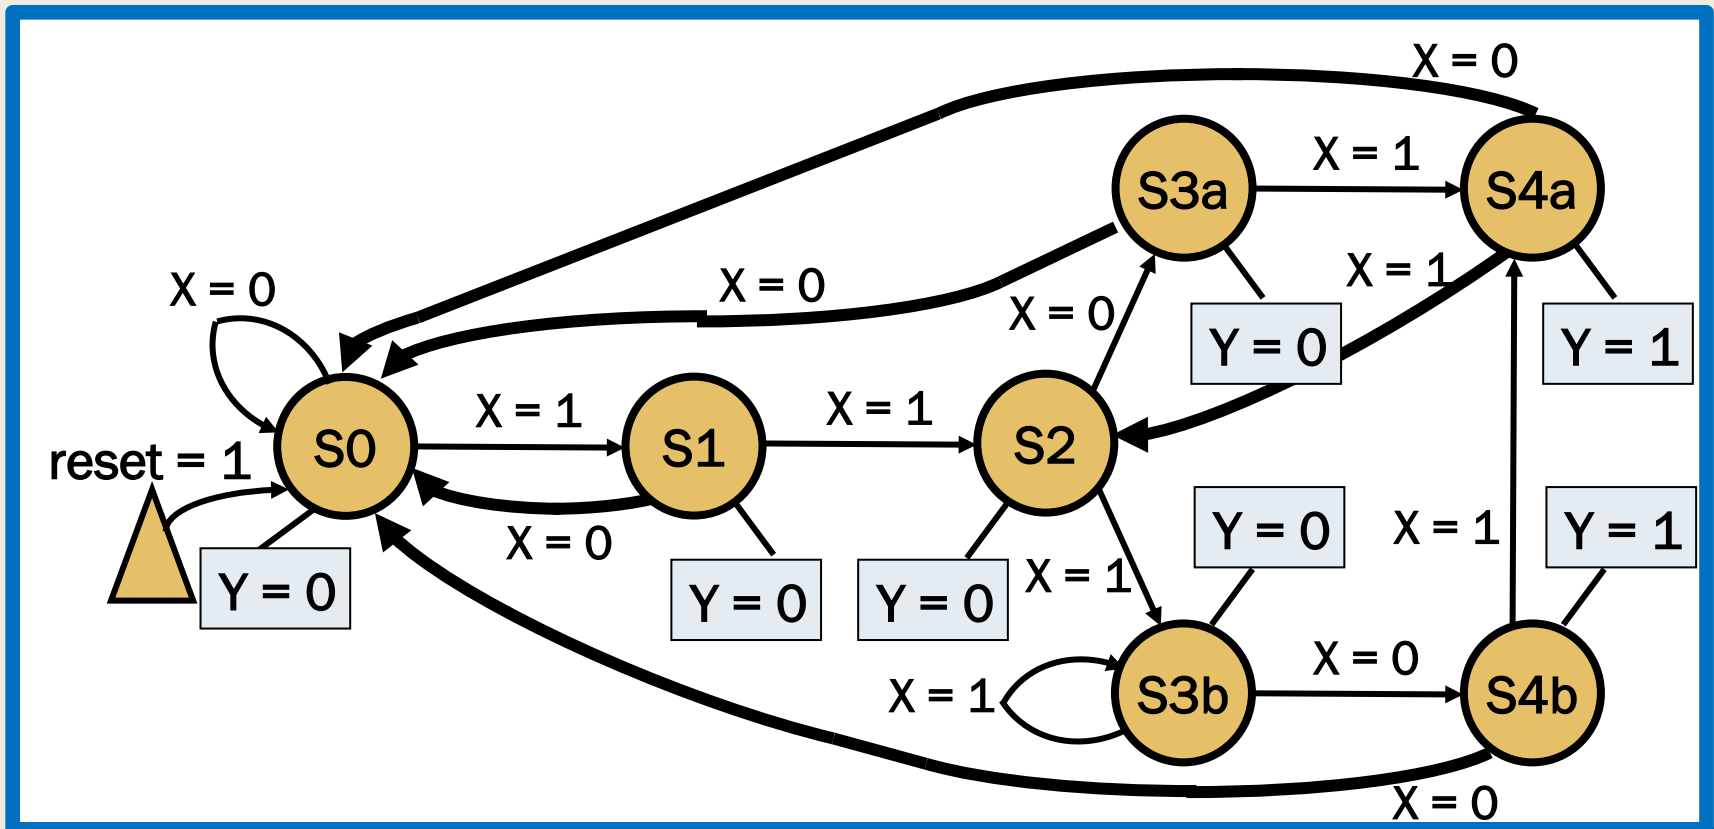 X = 0
X = 1
S3a
S4a
X = 0
X = 0
X = 0
X = 1
Y = 0
Y = 1
X = 1
X = 1
S0
S1
S2
reset = 1
X = 0
Y = 0
Y = 0
Y = 0
X = 1
Y = 0
X = 1
Y = 1
X = 1
S3b
X = 0
S4b
X = 0